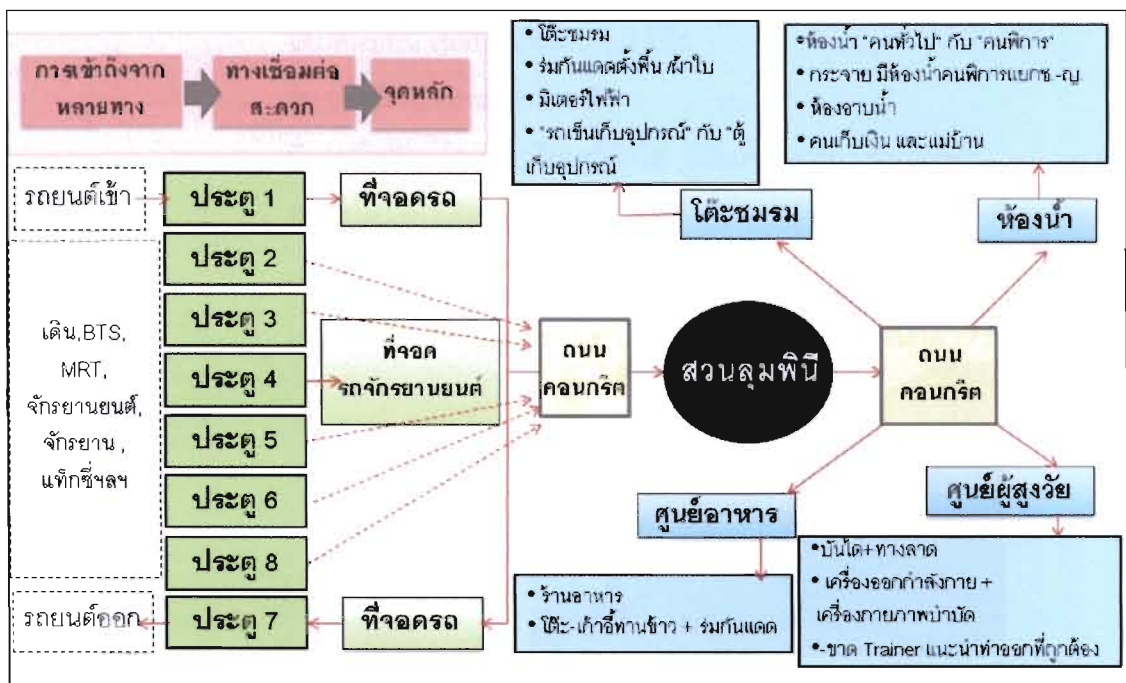 การเข้าถึงจาก
หลายทาง
ทางเชื่อมต่อ
สะดวก
จุดหลัก
• โต๊ะชมรม
• ร่มกันแดดตั้งพื้น /ผ้าใบ
• มิเตอร์ไฟฟ้า
• "รถเข็นเก็บอุปกรณ์" กับ "ตู้
เก็บอุปกรณ์
•ห้องน้ำ "คนทั่วไป" กับ "คนพิการ"
• กระจาย มีห้องน้ำคนพิการแยกช.-ญ.
• ห้องอาบน้ำ
• คนเก็บเงิน และแม่บ้าน
รถยนต์เข้า
ประตู 1
ที่จอดรถ
โต๊ะชมรม
ห้องน้ำ
ประตู 2
ประตู 3
ประตู 4
ประตู 5
ประตู 6
ประตู 8
เดิน,BTS,
MRT,
จักรยานยนต์,
จักรยาน ,
แท็กซี่ฯลฯ
ที่จอด
รถจักรยานยนต์
ถนน
คอนกรีต
สวนลุมพินี
ถนน
คอนกรีต
ศูนย์อาหาร
ศูนย์ผู้สูงวัย
รถยนต์ออก
ประตู 7
ที่จอดรถ
• ร้านอาหาร
• โต๊ะ-เก้าอี้ทานข้าว + ร่มกันแดด
•บันได+ทางลาด
• เครื่องออกกำลังกาย +
เครื่องกายภาพบำบัด
•-ขาด Trainer แนะนำท่าออกที่ถูกต้อง